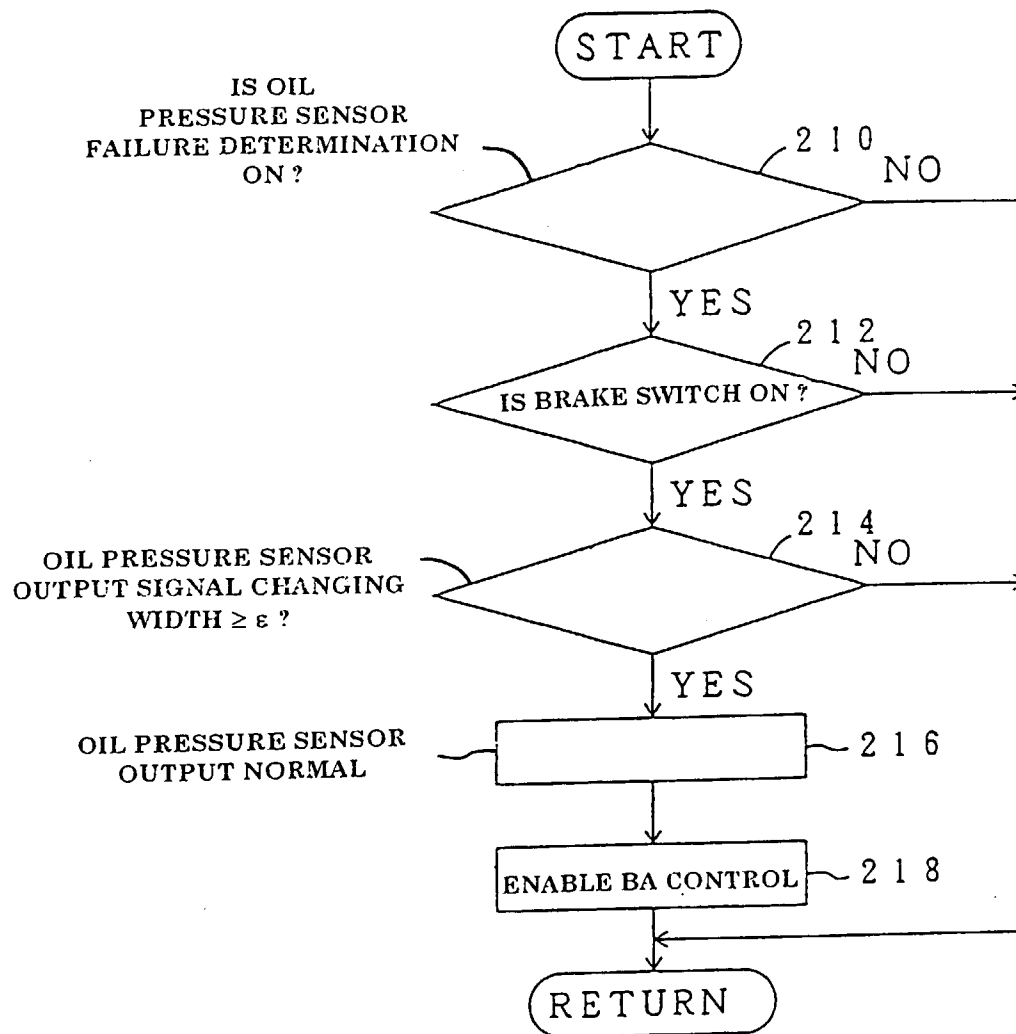 START
IS OIL
PRESSURE SENSOR
FAILURE DETERMINATION
ON ?
210
NO
YES
212
NO
IS BRAKE SWITCH ON ?
YES
214
NO
OIL PRESSURE SENSOR
OUTPUT SIGNAL CHANGING
WIDTH ≥ ε ?
YES
OIL PRESSURE SENSOR
OUTPUT NORMAL
216
ENABLE BA CONTROL
218
RETURN